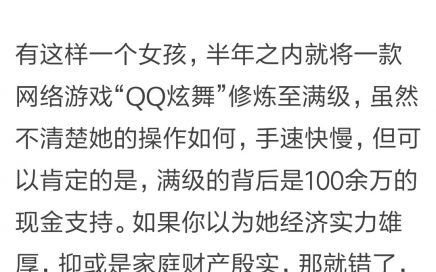 有这样一个女孩，半年之内就将一款
网络游戏“QQ炫舞”修炼至满级，虽然
不清楚她的操作如何，手速快慢，但可
以肯定的是，满级的背后是100余万的
现金支持。如果你以为她经济实力雄
厚，抑或是家庭财产殷实，那就错了，